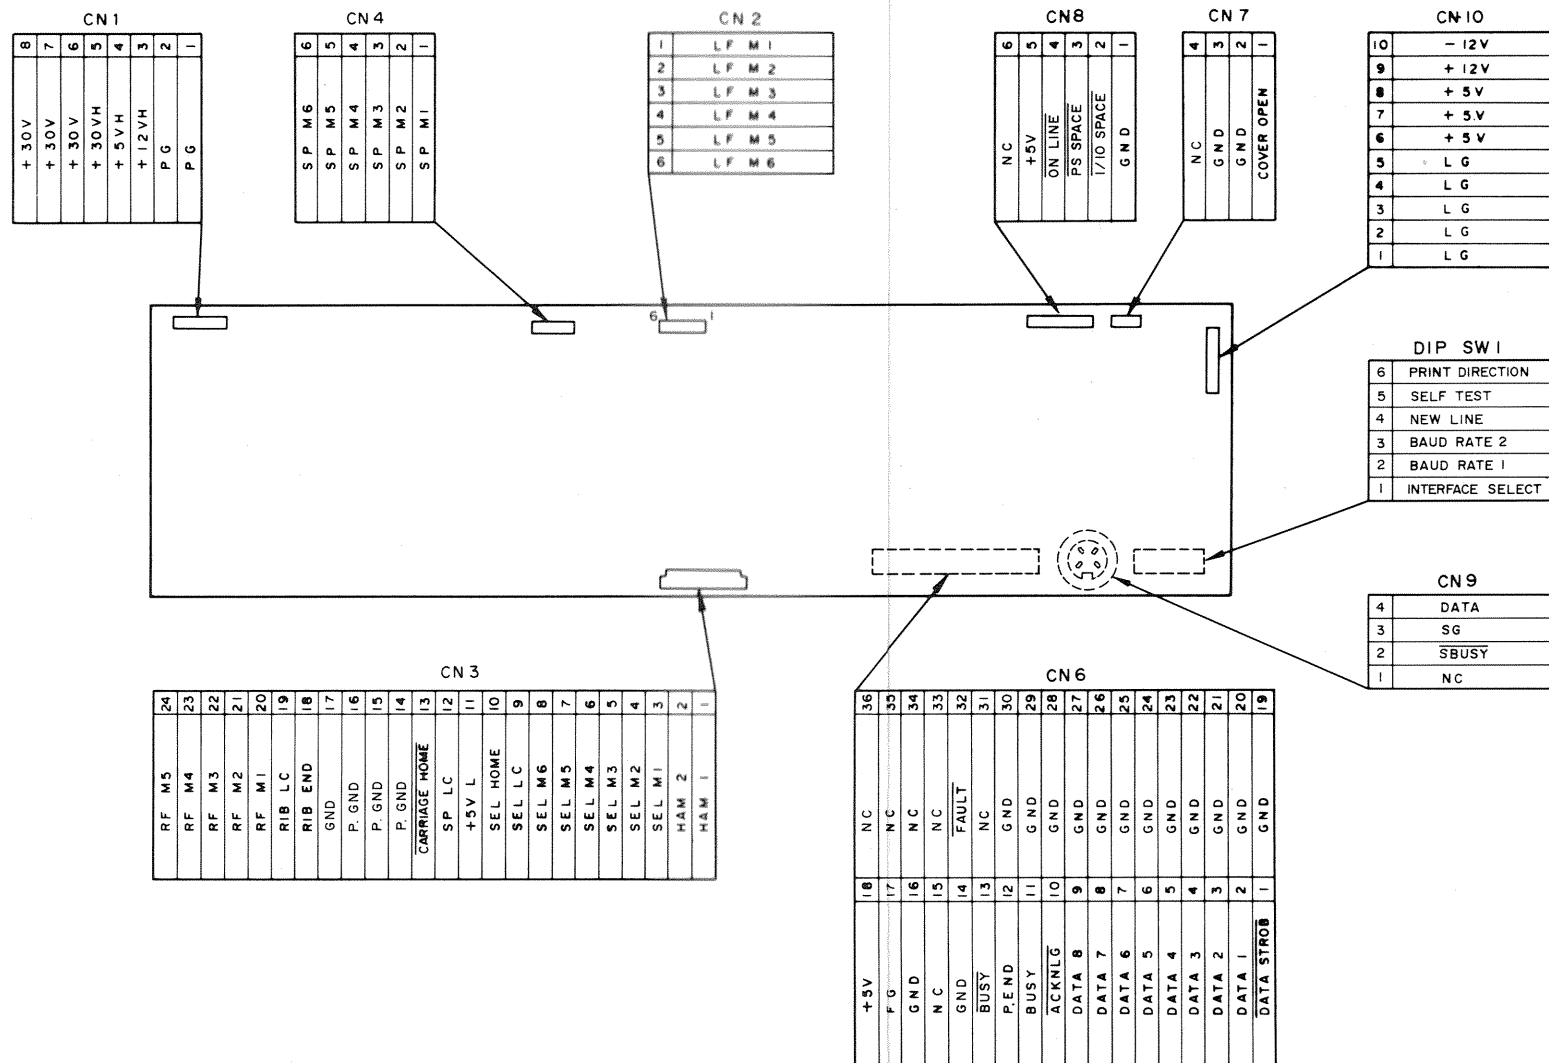 CN 1
8 +30V
7 +30V
6 +30V
5 +30VH
4 +5VH
3 +12VH
2 PG
1 PG
CN 4
6 SP M6
5 SP M5
4 SP M4
3 SP M3
2 SP M2
1 SP M1
CN 2
1 LF M1
2 LF M2
3 LF M3
4 LF M4
5 LF M5
6 LF M6
CN8
6 NC
5 +5V
4 ON LINE
3 PS SPACE
2 1/10 SPACE
1 GND
CN 7
4 NC
3 GND
2 GND
1 COVER OPEN
CN-10
10 -12V
9 +12V
8 +5V
7 +5.V
6 +5V
5 LG
4 LG
3 LG
2 LG
1 LG
6 1
DIP SW1
6 PRINT DIRECTION
5 SELF TEST
4 NEW LINE
3 BAUD RATE 2
2 BAUD RATE 1
1 INTERFACE SELECT
CN9
4 DATA
3 SG
2 SBUSY
1 NC
CN3
24 RF M5
23 RF M4
22 RF M3
21 RF M2
20 RF M1
19 RIB LC
18 RIB END
17 GND
16 P. GND
15 P. GND
14 P. GND
13 CARRIAGE HOME
12 SP LC
11 +5V L
10 SEL HOME
9 SEL LC
8 SEL M6
7 SEL M5
6 SEL M4
5 SEL M3
4 SEL M2
3 SEL M1
2 HAM 2
1 HAM 1
CN6
36 NC
35 NC
34 NC
33 NC
32 FAULT
31 NC
30 GND
29 GND
28 GND
27 GND
26 GND
25 GND
24 GND
23 GND
22 GND
21 GND
20 GND
19 GND
18 +5V
17 FG
16 GND
15 NC
14 GND
13 BUSY
12 P.END
11 BUSY
10 ACKNLG
9 DATA 8
8 DATA 7
7 DATA 6
6 DATA 5
5 DATA 4
4 DATA 3
3 DATA 2
2 DATA 1
1 DATA STROB